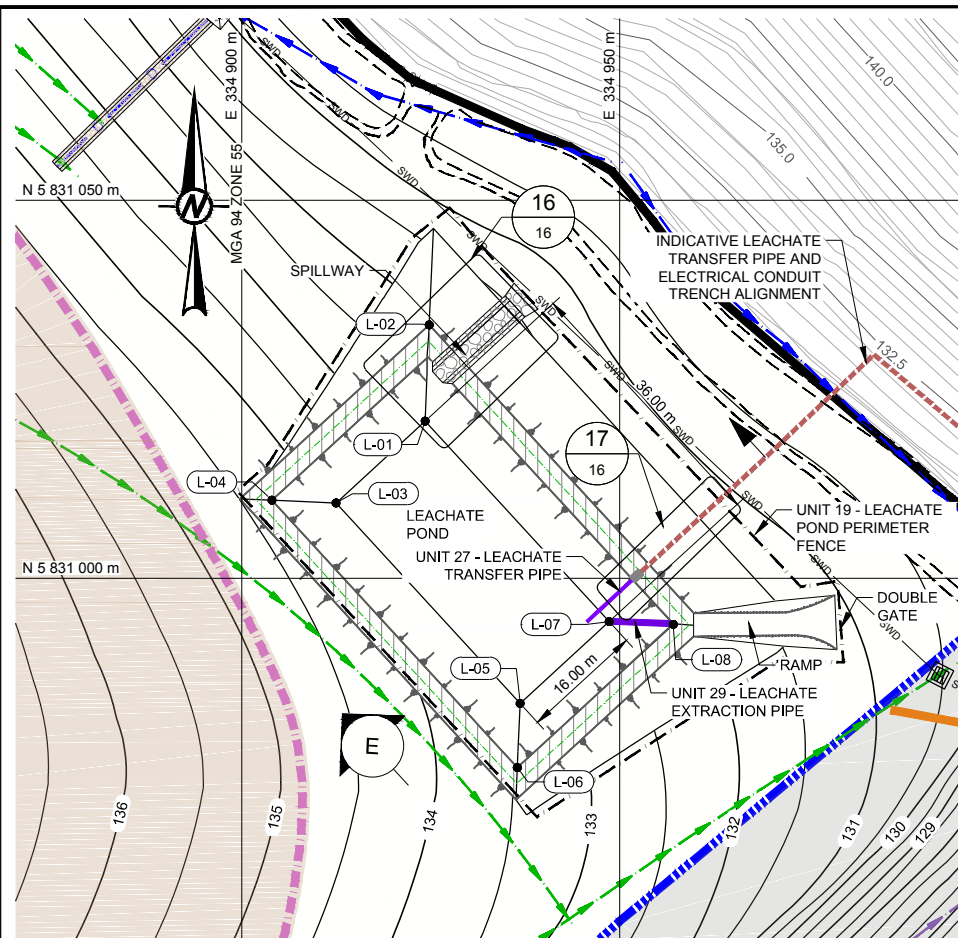 E 334 900 m
E 334 950 m
MGA 94 ZONE 55
N 5 831 050 m
N 5 831 000 m
N
SWD
SWD
SWD
SWD
SWD
SWD
SWD
SWD
SWD
SWD
SWD
140.0
135.0
132.5
16
16
INDICATIVE LEACHATE
TRANSFER PIPE AND
ELECTRICAL CONDUIT
TRENCH ALIGNMENT
SPILLWAY
L-02
36.00 m
L-01
17
16
L-04
L-03
LEACHATE
POND
UNIT 19 - LEACHATE
POND PERIMETER
FENCE
UNIT 27 - LEACHATE
TRANSFER PIPE
DOUBLE
GATE
L-07
L-08
RAMP
16.00 m
L-05
UNIT 29 - LEACHATE
EXTRACTION PIPE
E
L-06
136
135
134
133
132
131
130
129